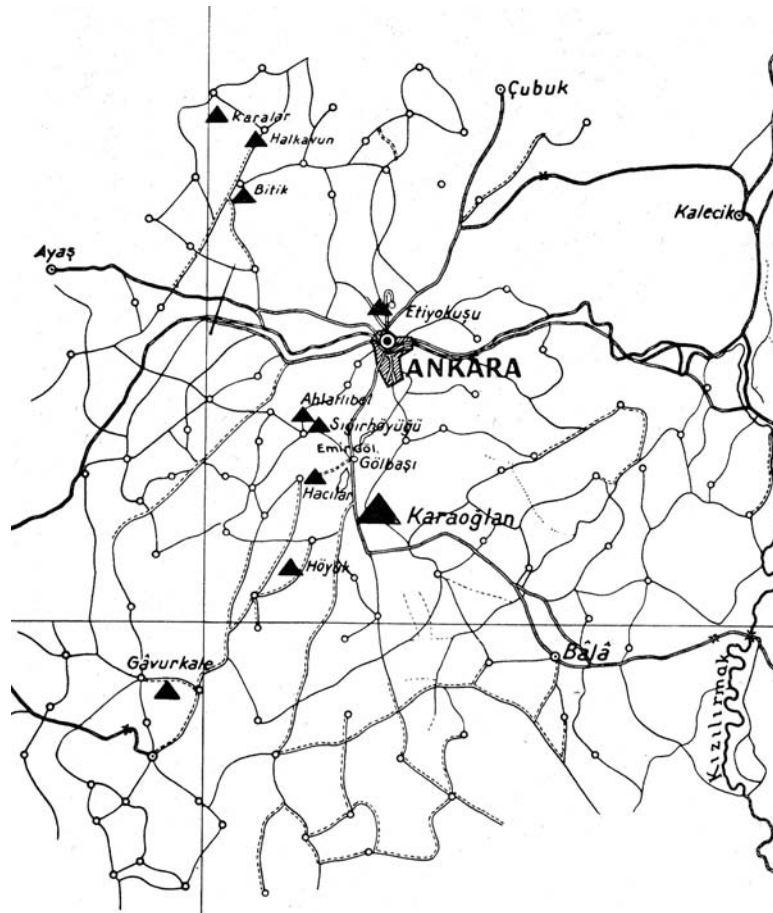 Çubuk
Karalar
Halkavun
Bitik
Kalecik
Ayaş
Etiyokuşu
ANKARA
Ahlatlıbel
Sığırhöyüğü
Emir Göl.
Gölbaşı
Hacılar
Karaoğlan
Höyük
Bâlâ
Gâvurkale
Kızılırmak